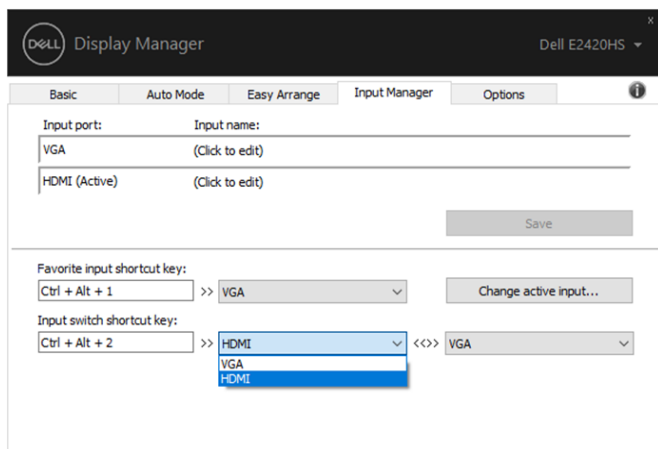 x
DELL Display Manager Dell E2420HS
Basic Auto Mode Easy Arrange Input Manager Options i
Input port: Input name:
VGA (Click to edit)
HDMI (Active) (Click to edit)
Save
Favorite input shortcut key:
Ctrl + Alt + 1 >> VGA Change active input...
Input switch shortcut key:
Ctrl + Alt + 2 >> HDMI <<>> VGA
VGA
HDMI